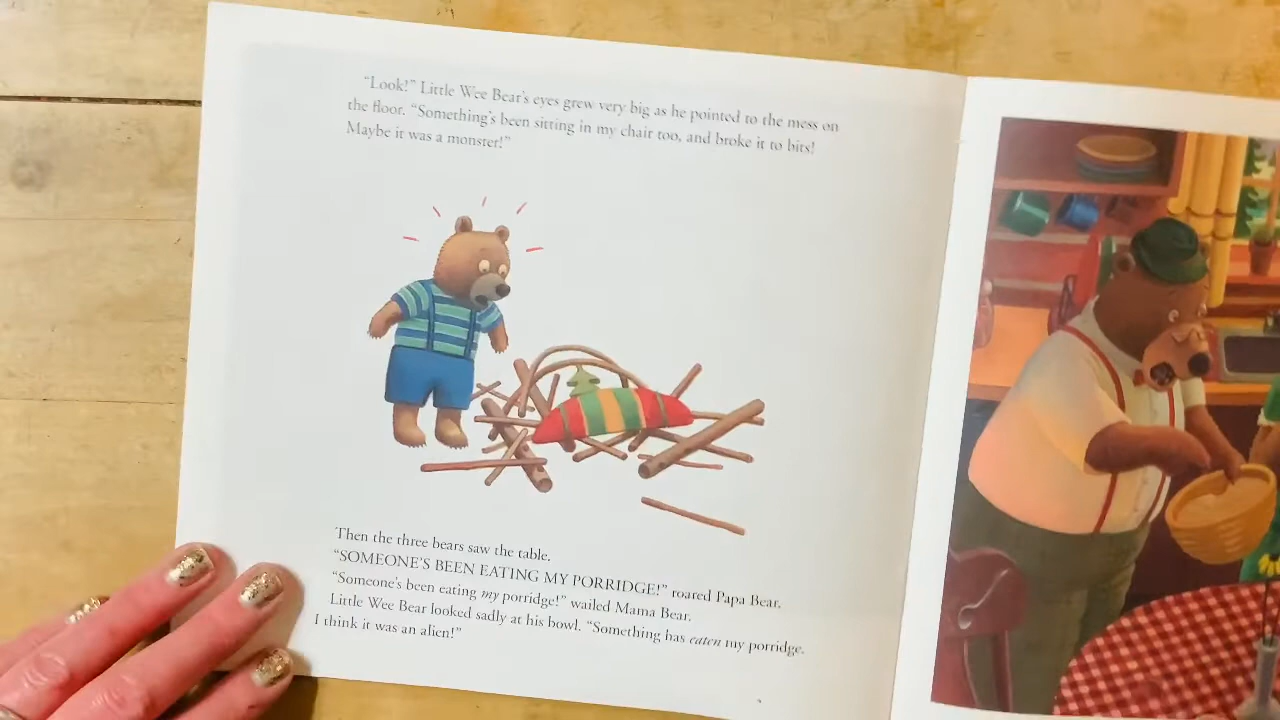 "Look!" Little Wee Bear's eyes grew very big as he pointed to the mess on
the floor. "Something's been sitting in my chair too, and broke it to bits!
Maybe it was a monster!"
Then the three bears saw the table.
"SOMEONE'S BEEN EATING MY PORRIDGE!" roared Papa Bear.
"Someone's been eating my porridge!" wailed Mama Bear.
Little Wee Bear looked sadly at his bowl. "Something has eaten my porridge.
I think it was an alien!"